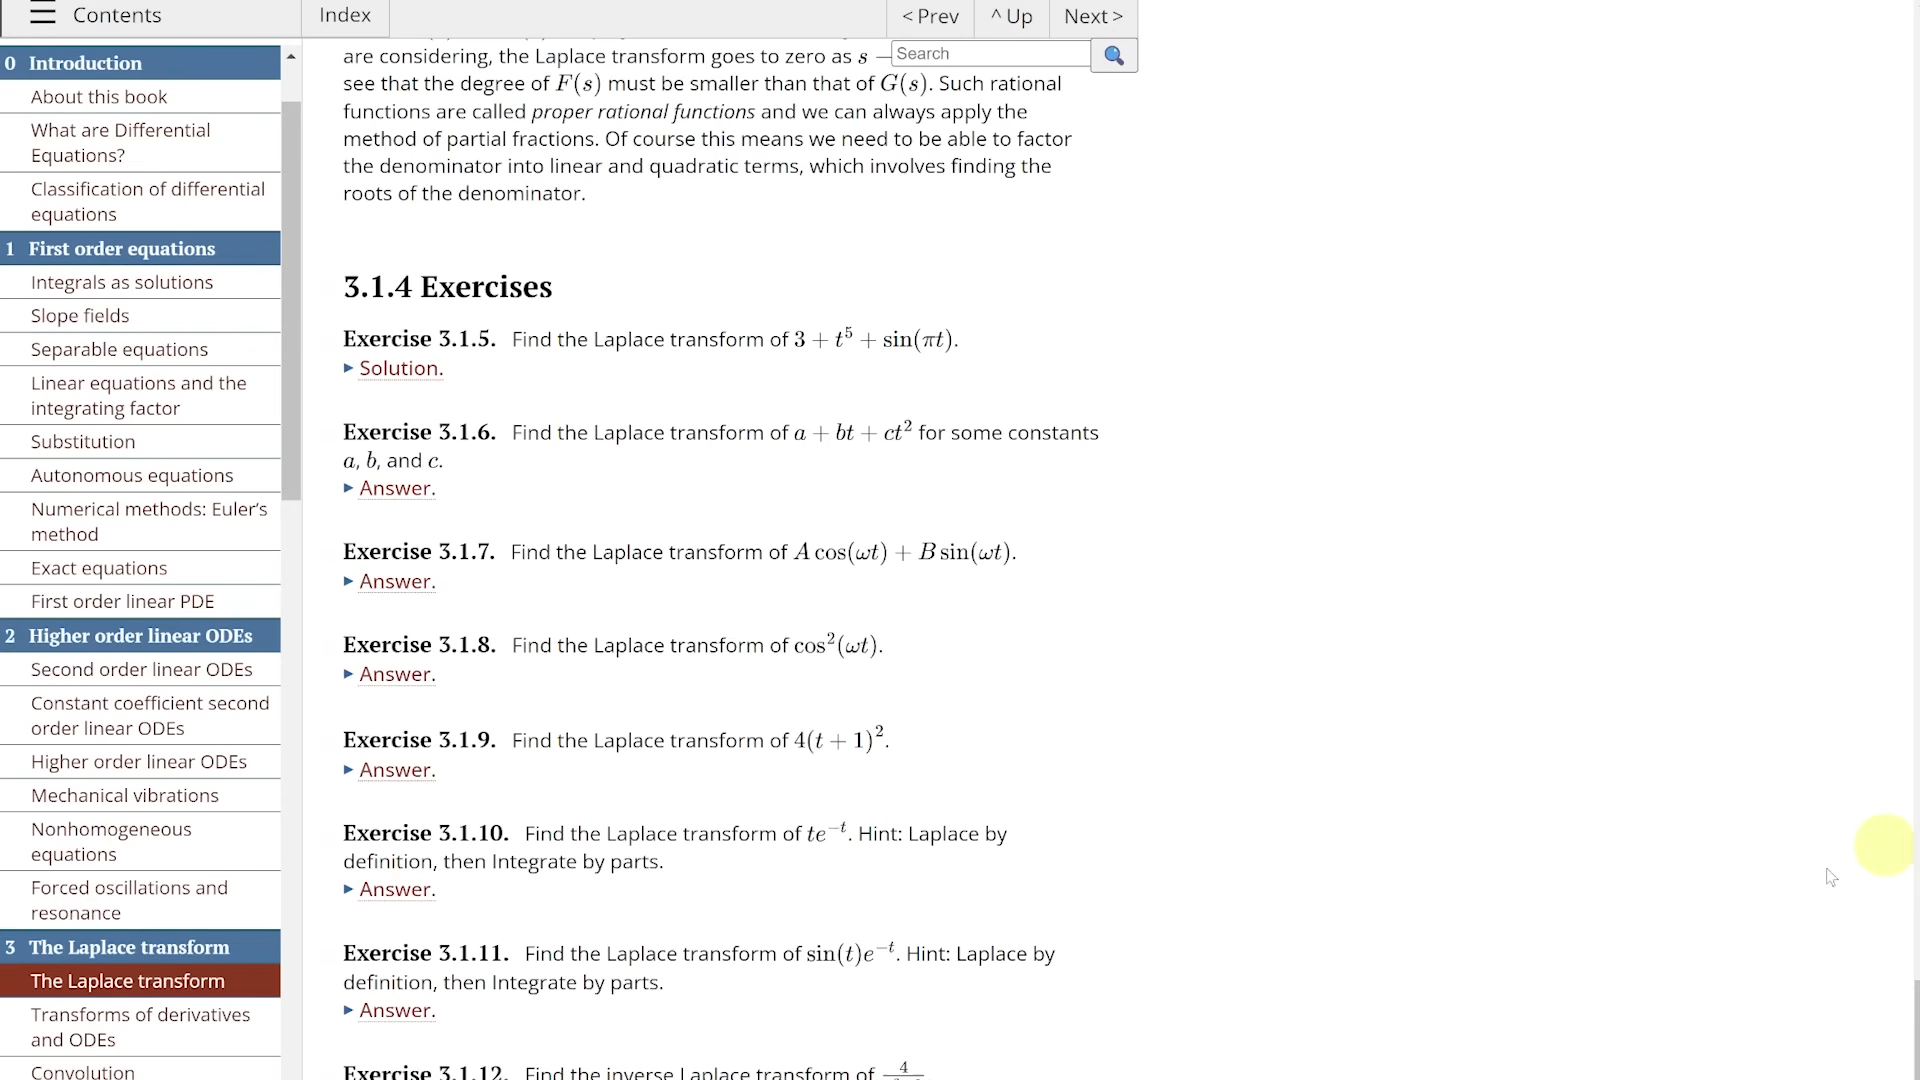 Contents
Index
< Prev
^ Up
Next >
Search
0 Introduction
About this book
What are Differential
Equations?
Classification of differential
equations
1 First order equations
Integrals as solutions
Slope fields
Separable equations
Linear equations and the
integrating factor
Substitution
Autonomous equations
Numerical methods: Euler’s
method
Exact equations
First order linear PDE
2 Higher order linear ODEs
Second order linear ODEs
Constant coefficient second
order linear ODEs
Higher order linear ODEs
Mechanical vibrations
Nonhomogeneous
equations
Forced oscillations and
resonance
3 The Laplace transform
The Laplace transform
Transforms of derivatives
and ODEs
Convolution
are considering, the Laplace transform goes to zero as s
see that the degree of F(s) must be smaller than that of G(s). Such rational
functions are called proper rational functions and we can always apply the
method of partial fractions. Of course this means we need to be able to factor
the denominator into linear and quadratic terms, which involves finding the
roots of the denominator.
3.1.4 Exercises
Exercise 3.1.5. Find the Laplace transform of 3 + t⁵ + sin(πt).
▸ Solution.
Exercise 3.1.6. Find the Laplace transform of a + bt + ct² for some constants
a, b, and c.
▸ Answer.
Exercise 3.1.7. Find the Laplace transform of A cos(ωt) + B sin(ωt).
▸ Answer.
Exercise 3.1.8. Find the Laplace transform of cos²(ωt).
▸ Answer.
Exercise 3.1.9. Find the Laplace transform of 4(t + 1)².
▸ Answer.
Exercise 3.1.10. Find the Laplace transform of te⁻ᵗ. Hint: Laplace by
definition, then Integrate by parts.
▸ Answer.
Exercise 3.1.11. Find the Laplace transform of sin(t)e⁻ᵗ. Hint: Laplace by
definition, then Integrate by parts.
▸ Answer.
Exercise 3.1.12. Find the inverse Laplace transform of 4